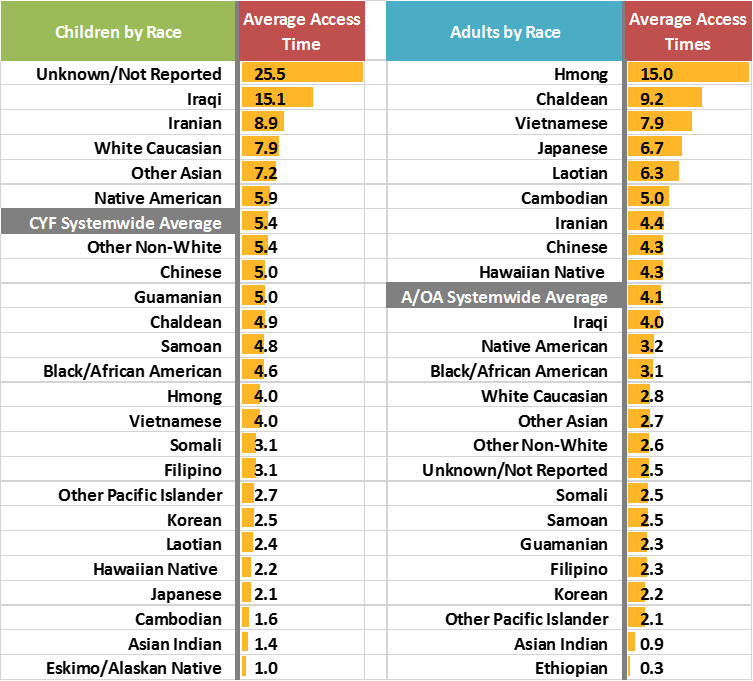 Children by Race Average Access Time Adults by Race Average Access Times
Unknown/Not Reported 25.5 Hmong 15.0
Iraqi 15.1 Chaldean 9.2
Iranian 8.9 Vietnamese 7.9
White Caucasian 7.9 Japanese 6.7
Other Asian 7.2 Laotian 6.3
Native American 5.9 Cambodian 5.0
CYF Systemwide Average 5.4 Iranian 4.4
Other Non-White 5.4 Chinese 4.3
Chinese 5.0 Hawaiian Native 4.3
Guamanian 5.0 A/OA Systemwide Average 4.1
Chaldean 4.9 Iraqi 4.0
Samoan 4.8 Native American 3.2
Black/African American 4.6 Black/African American 3.1
Hmong 4.0 White Caucasian 2.8
Vietnamese 4.0 Other Asian 2.7
Somali 3.1 Other Non-White 2.6
Filipino 3.1 Unknown/Not Reported 2.5
Other Pacific Islander 2.7 Somali 2.5
Korean 2.5 Samoan 2.5
Laotian 2.4 Guamanian 2.3
Hawaiian Native 2.2 Filipino 2.3
Japanese 2.1 Korean 2.2
Cambodian 1.6 Other Pacific Islander 2.1
Asian Indian 1.4 Asian Indian 0.9
Eskimo/Alaskan Native 1.0 Ethiopian 0.3